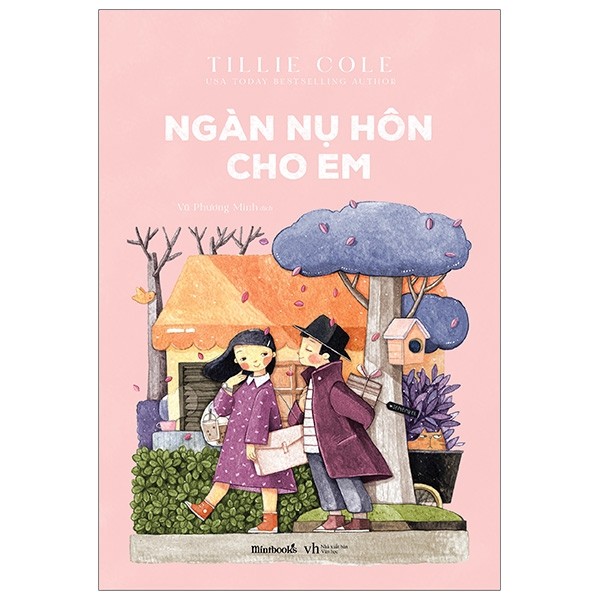 TILLIE COLE
USA TODAY BESTSELLING AUTHOR
NGÀN NỤ HÔN
CHO EM
Vũ Phương Minh dịch
mintbooks
vh Nhà xuất bản
Văn học